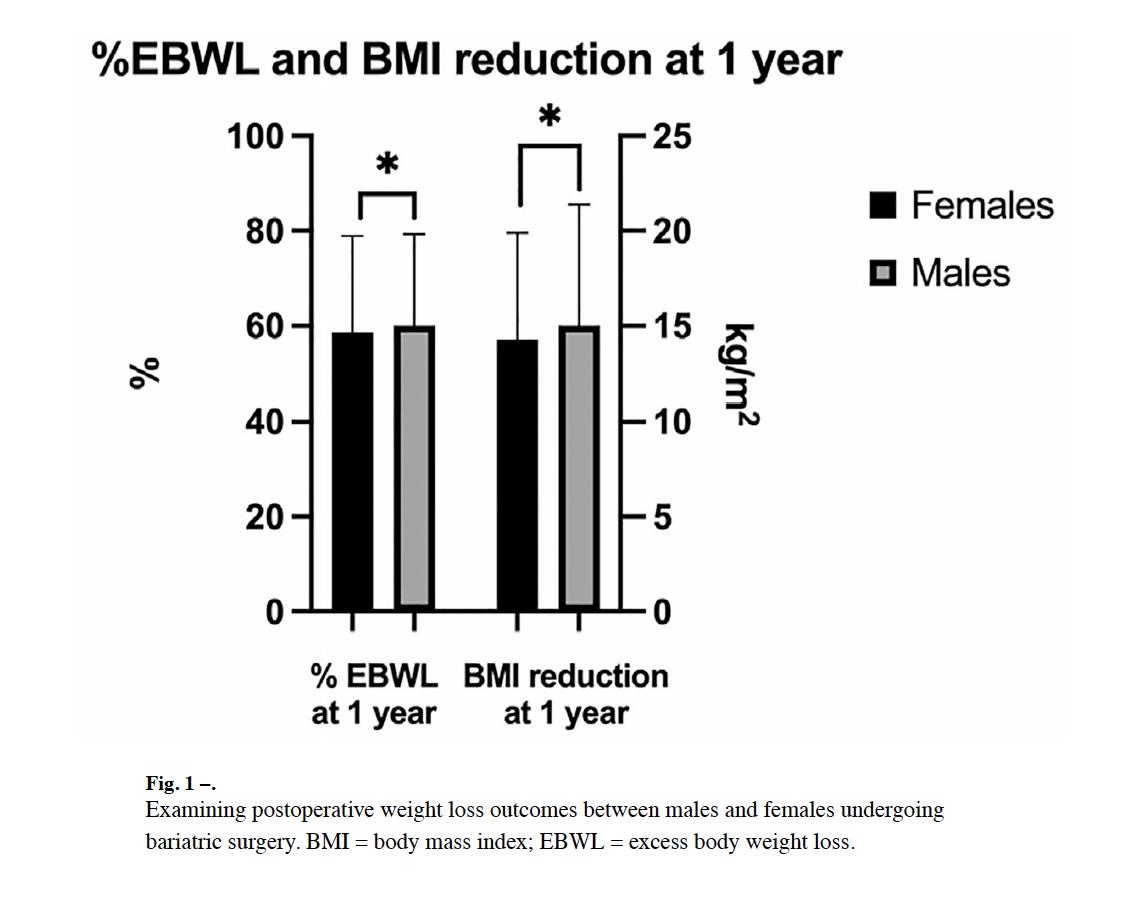 %EBWL and BMI reduction at 1 year
*
*
100
80
60
40
20
0
%
25
20
15
10
5
0
kg/m²
Females
Males
% EBWL
at 1 year
BMI reduction
at 1 year
Fig. 1 –.
Examining postoperative weight loss outcomes between males and females undergoing
bariatric surgery. BMI = body mass index; EBWL = excess body weight loss.